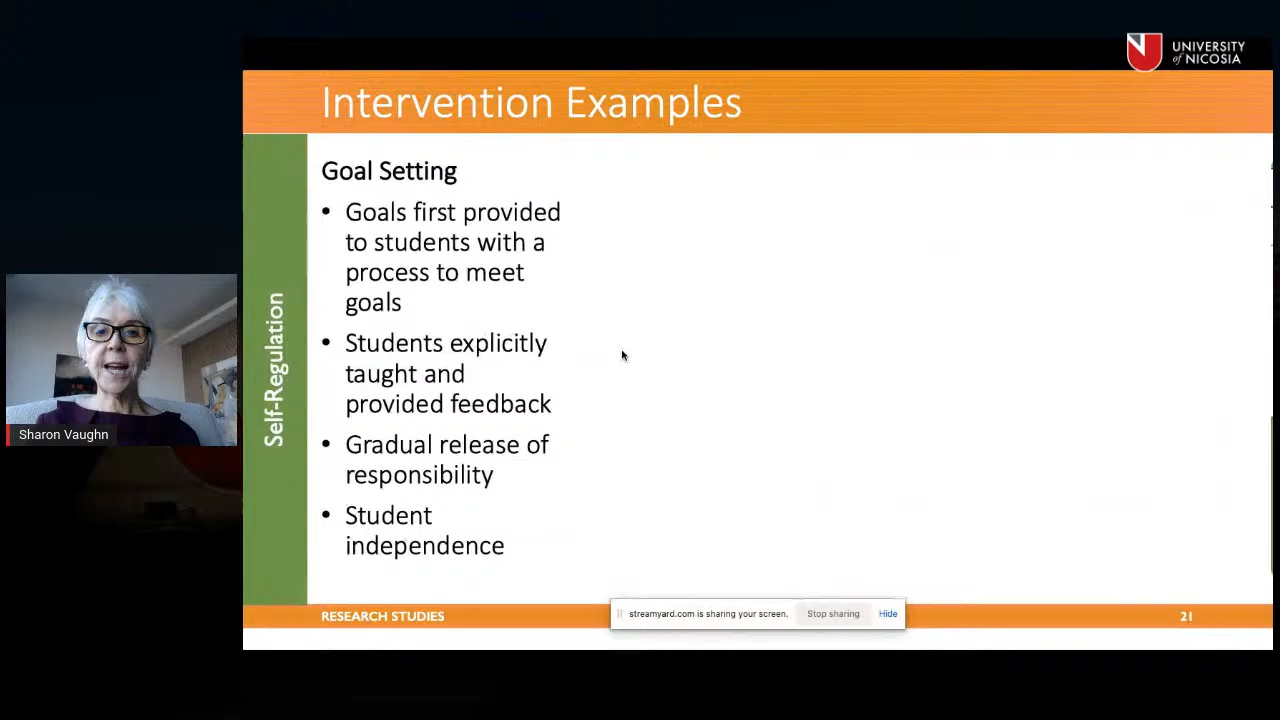 UNIVERSITY
of NICOSIA
Intervention Examples
Self-Regulation
Goal Setting
• Goals first provided
to students with a
process to meet
goals
• Students explicitly
taught and
provided feedback
• Gradual release of
responsibility
• Student
independence
Sharon Vaughn
RESEARCH STUDIES
streamyard.com is sharing your screen.
Stop sharing
Hide
21